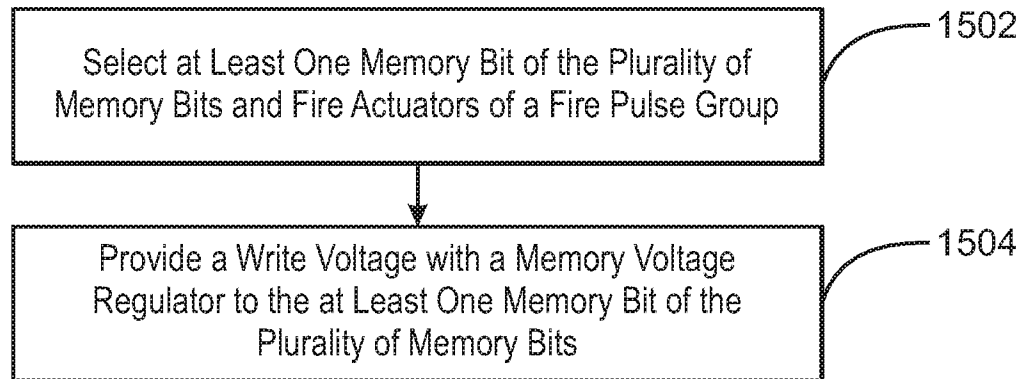 Select at Least One Memory Bit of the Plurality of
Memory Bits and Fire Actuators of a Fire Pulse Group
1502
Provide a Write Voltage with a Memory Voltage
Regulator to the at Least One Memory Bit of the
Plurality of Memory Bits
1504